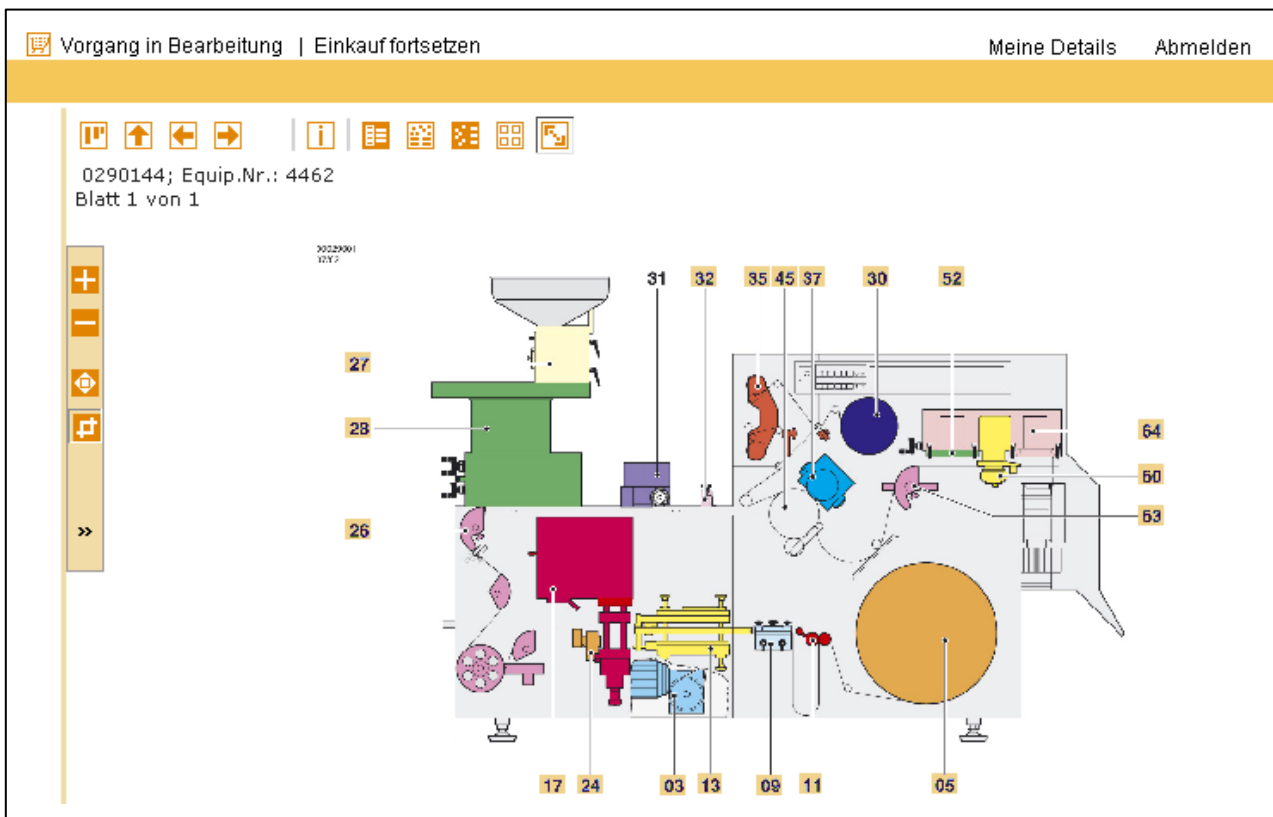 Vorgang in Bearbeitung | Einkauf fortsetzen
Meine Details Abmelden
0290144; Equip.Nr.: 4462
Blatt 1 von 1
31 32 35 45 37 30 52
27
28
64
50
26
53
17 24 03 13 09 11 05